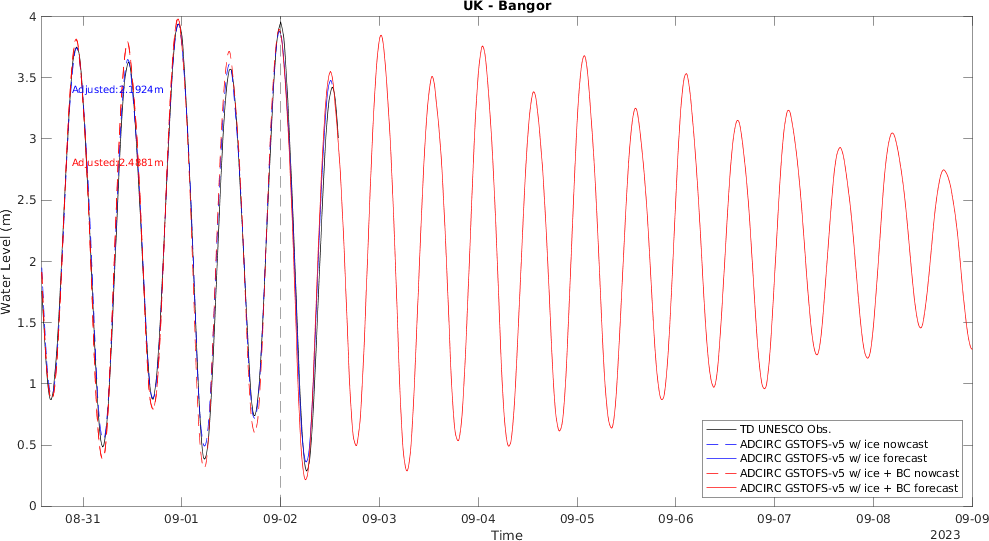 UK - Bangor
4
3.5
3
2.5
2
1.5
1
0.5
0
Water Level (m)
Adjusted:2.1924m
Adjusted:2.4881m
TD UNESCO Obs.
ADCIRC GSTOFS-v5 w/ ice nowcast
ADCIRC GSTOFS-v5 w/ ice forecast
ADCIRC GSTOFS-v5 w/ ice + BC nowcast
ADCIRC GSTOFS-v5 w/ ice + BC forecast
08-31 09-01 09-02 09-03 09-04 09-05 09-06 09-07 09-08 09-09
Time
2023